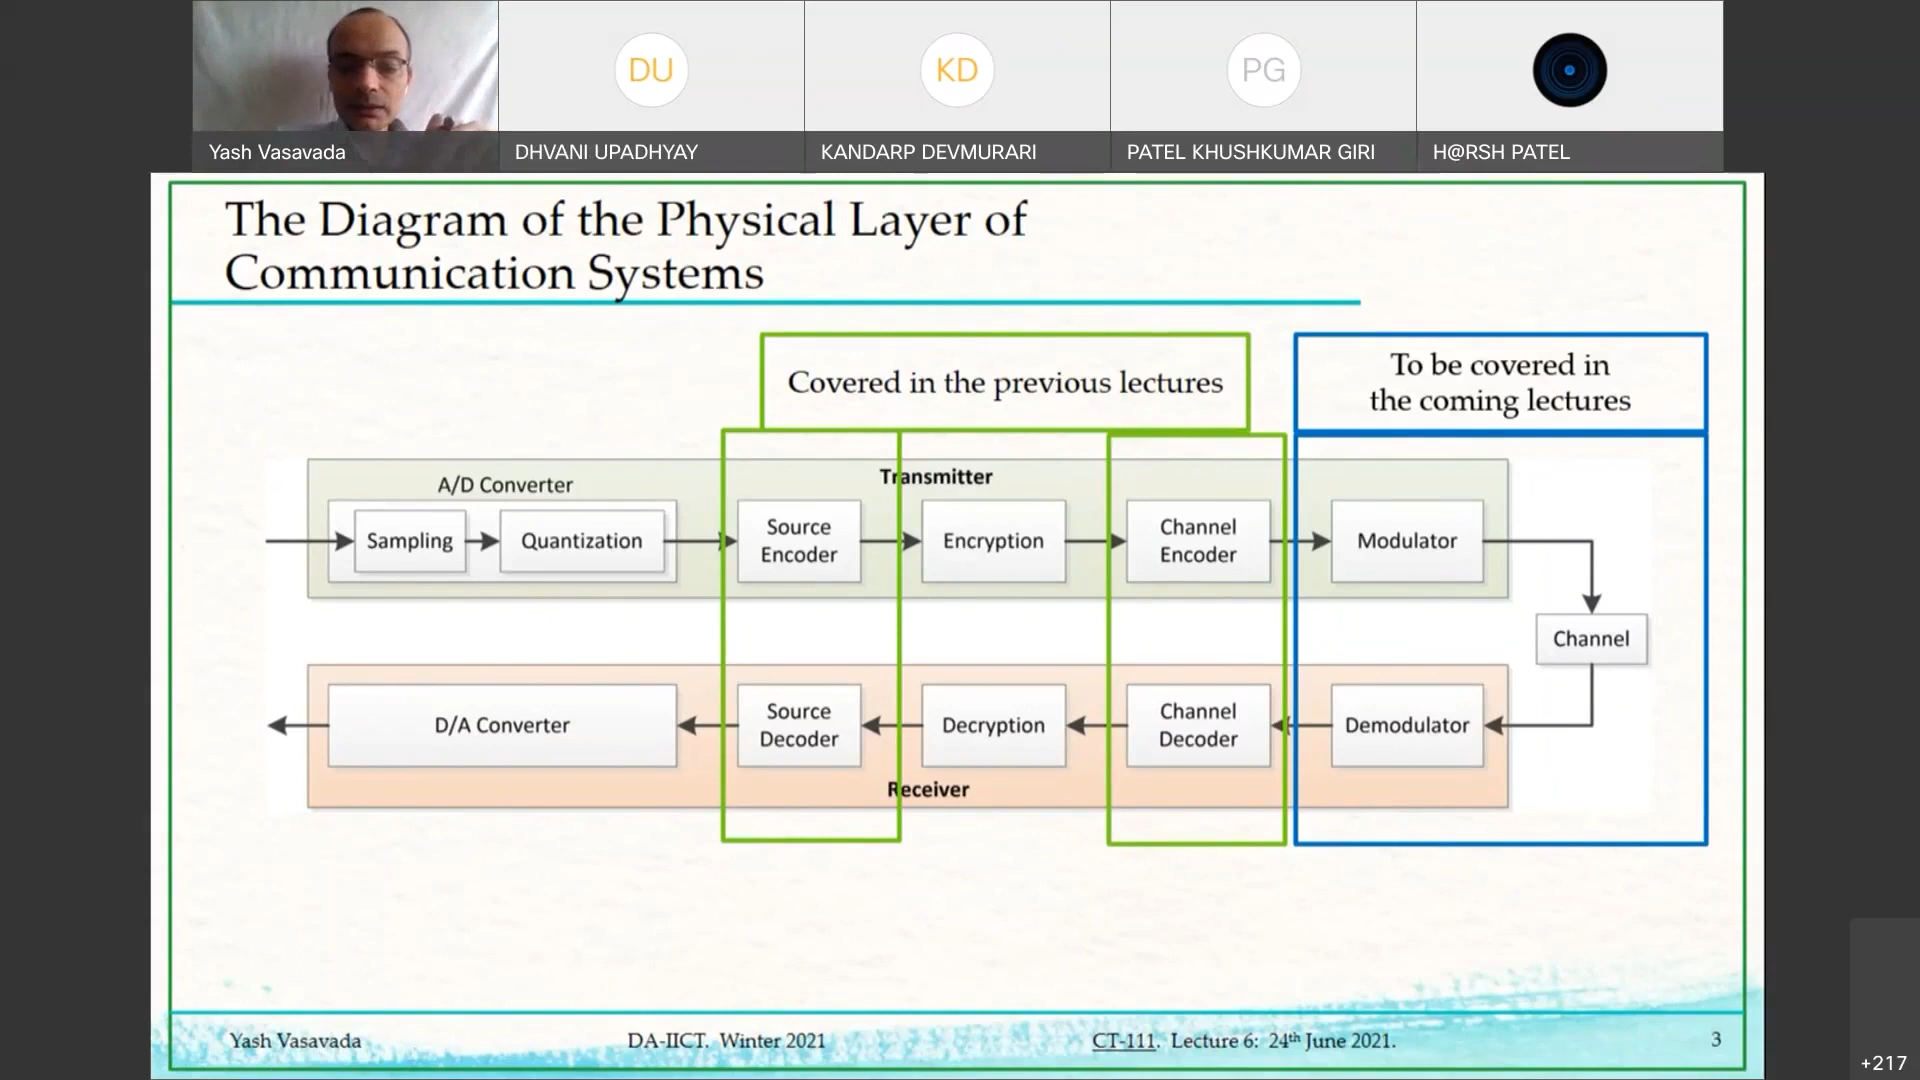 DU
KD
PG
Yash Vasavada
DHVANI UPADHYAY
KANDARP DEVMURARI
PATEL KHUSHKUMAR GIRI
H@RSH PATEL
The Diagram of the Physical Layer of
Communication Systems
Covered in the previous lectures
To be covered in
the coming lectures
Transmitter
A/D Converter
Sampling
Quantization
Source
Encoder
Encryption
Channel
Encoder
Modulator
Channel
D/A Converter
Source
Decoder
Decryption
Channel
Decoder
Demodulator
Receiver
Yash Vasavada
DA-IICT. Winter 2021
CT-111. Lecture 6: 24th June 2021.
3
+217